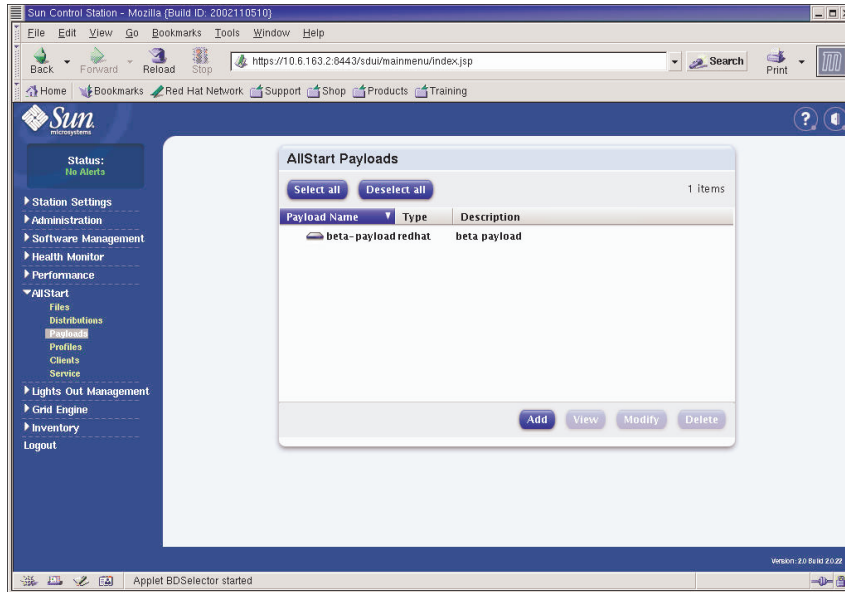 Sun Control Station - Mozilla {Build ID: 2002110510}
File Edit View Go Bookmarks Tools Window Help
Back Forward Reload Stop https://10.6.163.2:8443/sdui/mainmenu/index.jsp Search Print
Home Bookmarks Red Hat Network Support Shop Products Training
Sun
microsystems
?
Status:
No Alerts
Station Settings
Administration
Software Management
Health Monitor
Performance
AllStart
Files
Distributions
Payloads
Profiles
Clients
Service
Lights Out Management
Grid Engine
Inventory
Logout
AllStart Payloads
Select all Deselect all 1 items
Payload Name Type Description
beta-payload redhat beta payload
Add View Modify Delete
Version: 2.0 Build 2.0.22
Applet BDSelector started